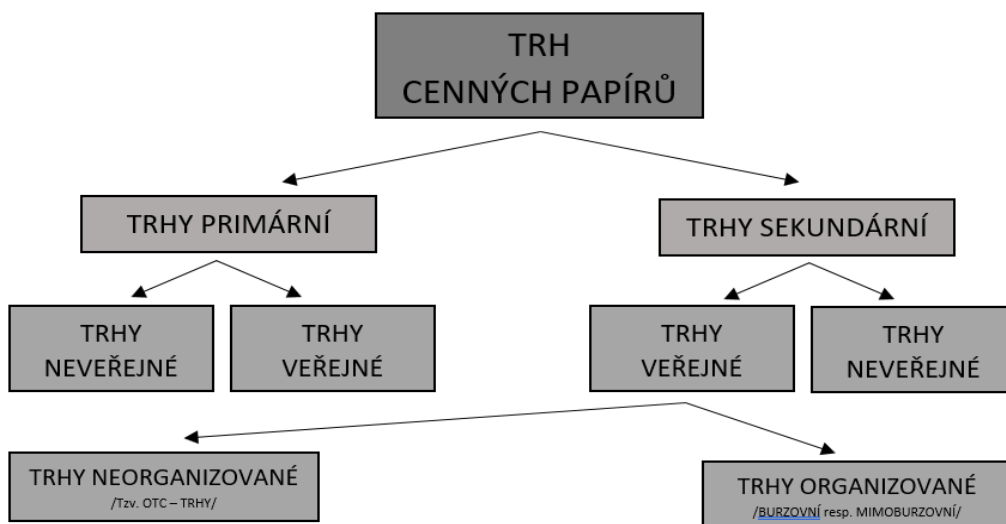 TRH
CENNÝCH PAPÍRŮ
TRHY PRIMÁRNÍ
TRHY SEKUNDÁRNÍ
TRHY
NEVEŘEJNÉ
TRHY
VEŘEJNÉ
TRHY
VEŘEJNÉ
TRHY
NEVEŘEJNÉ
TRHY NEORGANIZOVANÉ
/Tzv. OTC – TRHY/
TRHY ORGANIZOVANÉ
/BURZOVNÍ resp. MIMOBURZOVNÍ/